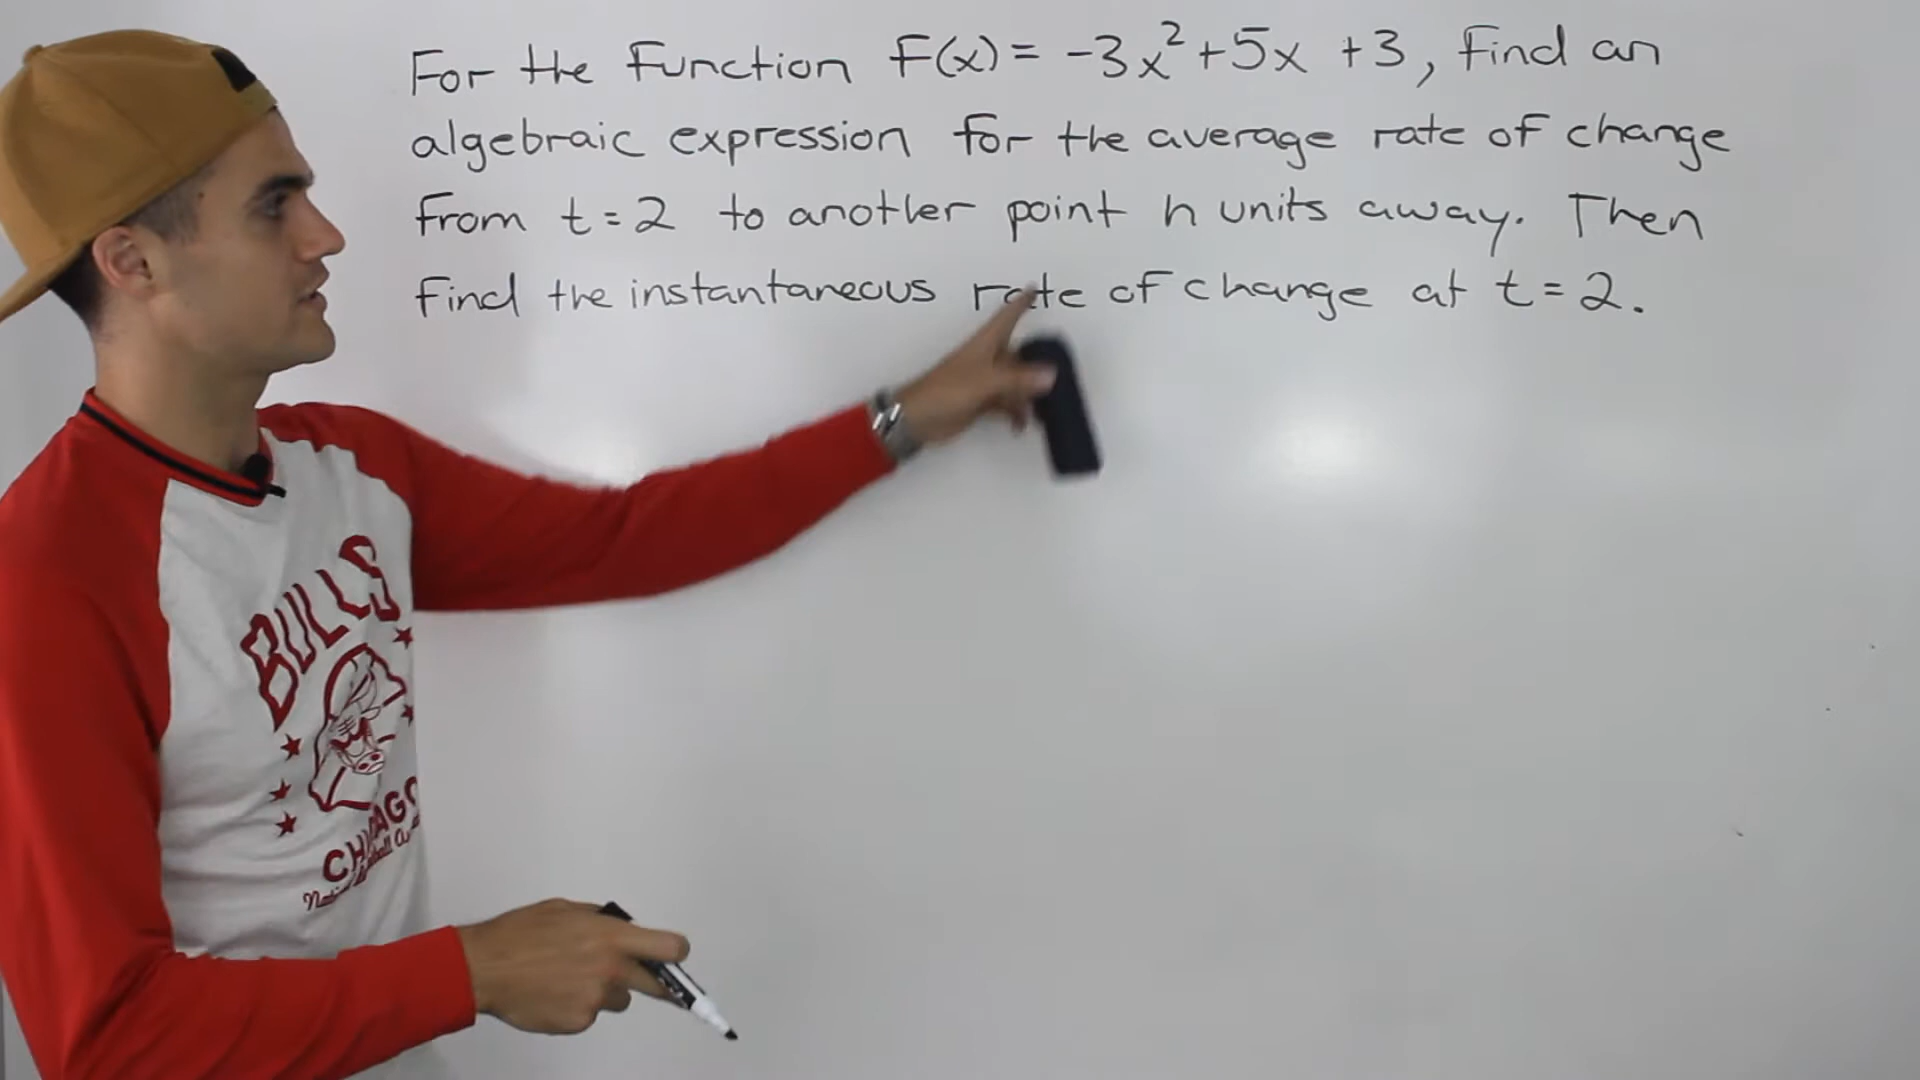 For the Function F(x) = -3x²+5x +3, Find an
algebraic expression for the average rate of change
From t=2 to another point h units away. Then
Find the instantaneous rate of change at t=2.
BULLS
CHICAGO